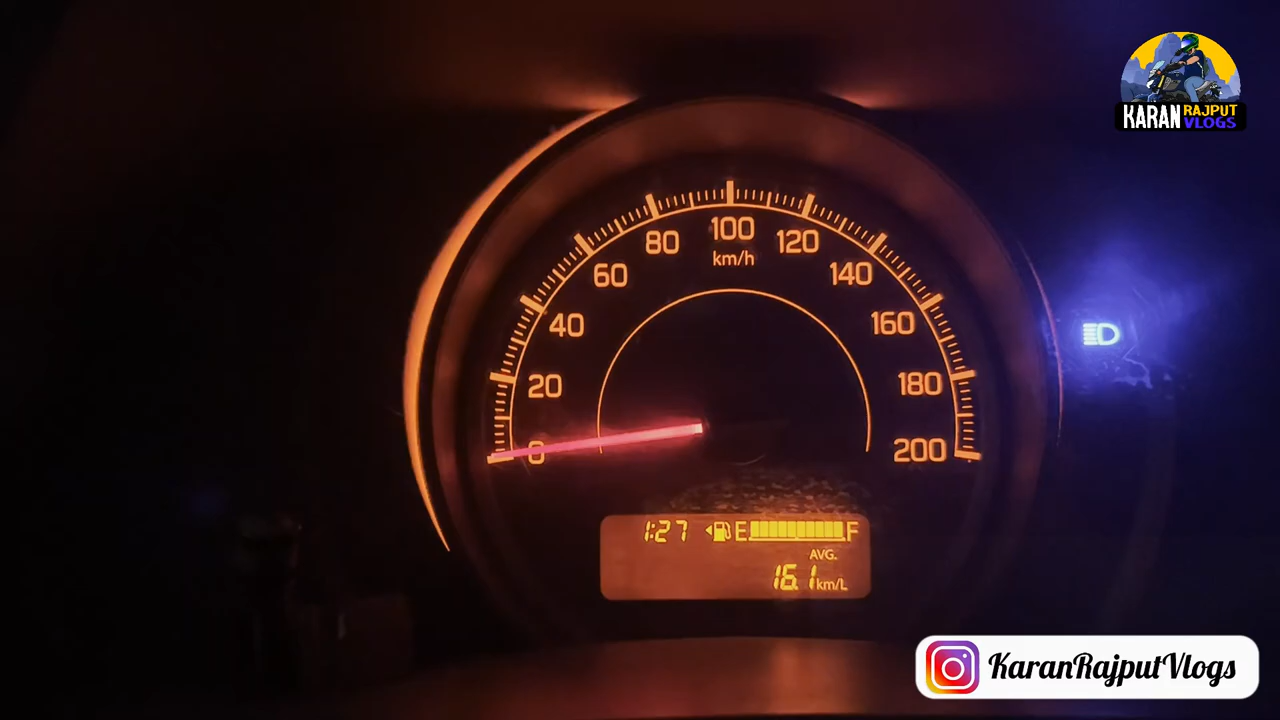 KARAN RAJPUT VLOGS
100
80
120
km/h
60
140
40
160
20
180
0
200
1:27 E F
AVG.
16.1 km/L
KaranRajputVlogs